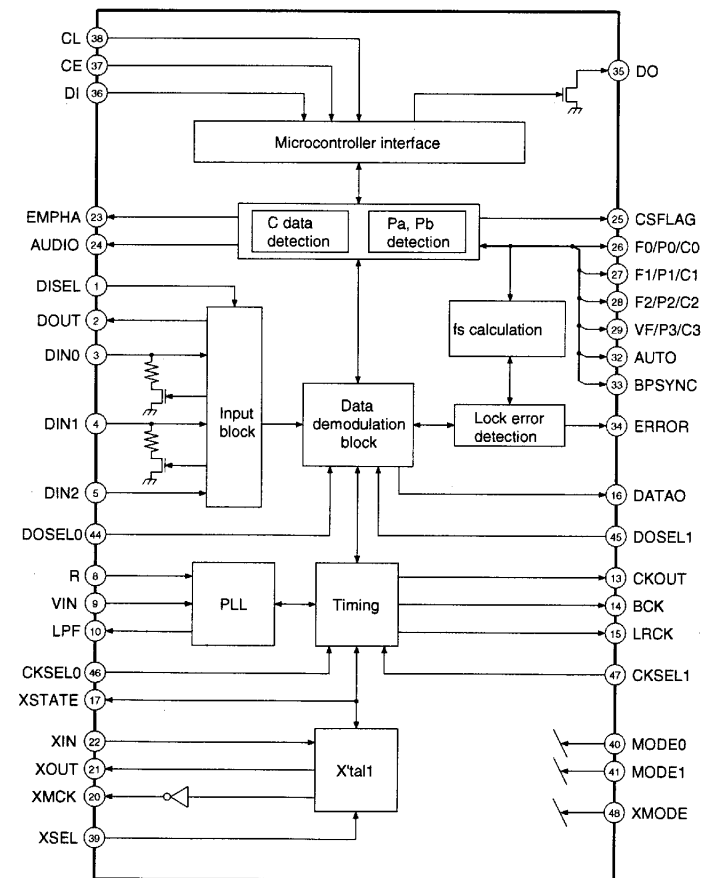 CL 38
CE 37
DI 36
35 DO
Microcontroller interface
EMPHA 23
AUDIO 24
C data
detection
Pa, Pb
detection
25 CSFLAG
26 F0/P0/C0
27 F1/P1/C1
28 F2/P2/C2
29 VF/P3/C3
32 AUTO
33 BPSYNC
DISEL 1
DOUT 2
DIN0 3
DIN1 4
DIN2 5
Input
block
fs calculation
Data
demodulation
block
Lock error
detection
34 ERROR
16 DATAO
DOSEL0 44
45 DOSEL1
R 8
VIN 9
LPF 10
PLL
Timing
13 CKOUT
14 BCK
15 LRCK
CKSEL0 46
47 CKSEL1
XSTATE 17
XIN 22
XOUT 21
XMCK 20
XSEL 39
X'tal1
40 MODE0
41 MODE1
48 XMODE